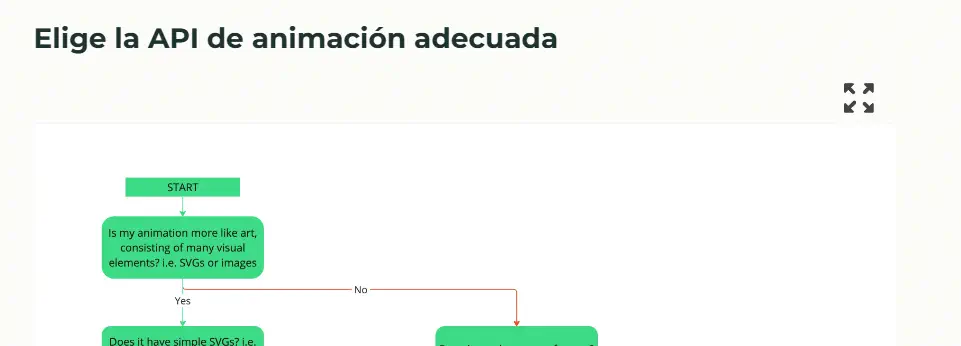 Elige la API de animación adecuada
START
Is my animation more like art,
consisting of many visual
elements? i.e. SVGs or images
No
Yes
Does it have simple SVGs? i.e.